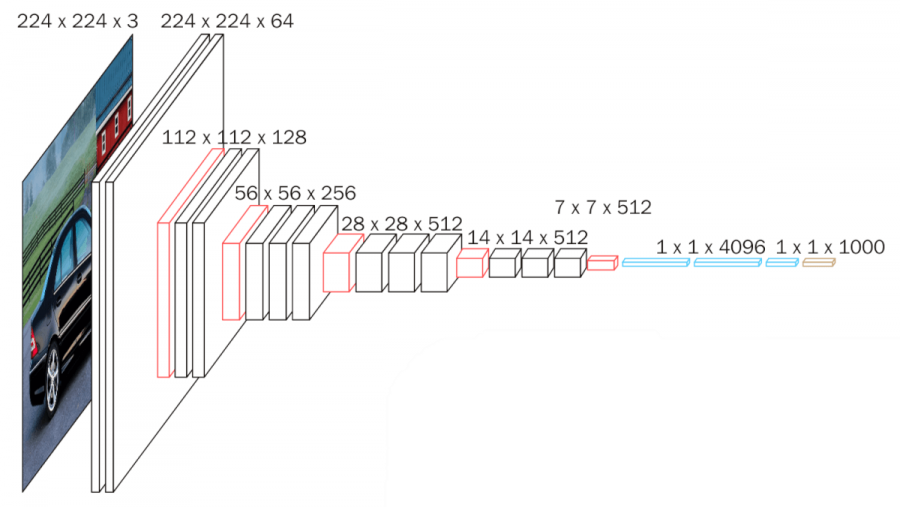 224 x 224 x 3
224 x 224 x 64
112 x 112 x 128
56 x 56 x 256
28 x 28 x 512
14 x 14 x 512
7 x 7 x 512
1 x 1 x 4096
1 x 1 x 1000